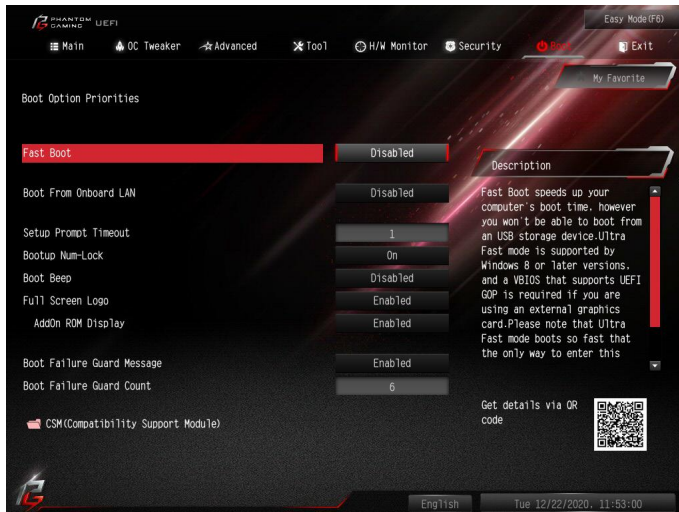 PHANTOM GAMING UEFI
Easy Mode(F6)
Main OC Tweaker Advanced Tool H/W Monitor Security Boot Exit
My Favorite
Boot Option Priorities
Fast Boot Disabled
Boot From Onboard LAN Disabled
Setup Prompt Timeout 1
Bootup Num-Lock On
Boot Beep Disabled
Full Screen Logo Enabled
AddOn ROM Display Enabled
Boot Failure Guard Message Enabled
Boot Failure Guard Count 6
CSM(Compatibility Support Module)
Description
Fast Boot speeds up your
computer's boot time. however
you won't be able to boot from
an USB storage device.Ultra
Fast mode is supported by
Windows 8 or later versions.
and a VBIOS that supports UEFI
GOP is required if you are
using an external graphics
card.Please note that Ultra
Fast mode boots so fast that
the only way to enter this
Get details via QR
code
English
Tue 12/22/2020. 11:53:00